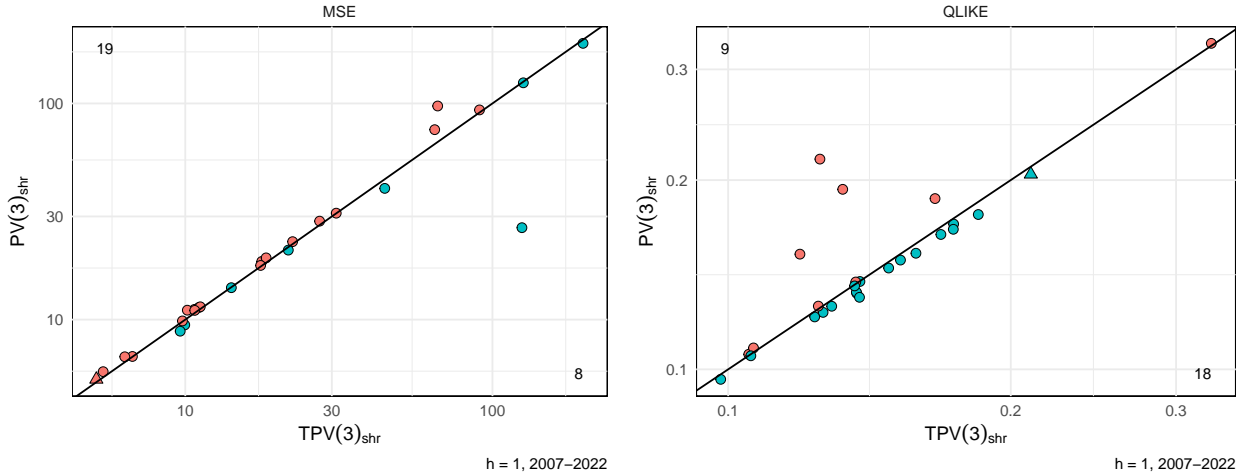 MSE
19
100
30
10
8
10
30
100
PV(3)shr
TPV(3)shr
h = 1, 2007−2022
QLIKE
9
0.3
0.2
0.1
18
0.1
0.2
0.3
PV(3)shr
TPV(3)shr
h = 1, 2007−2022